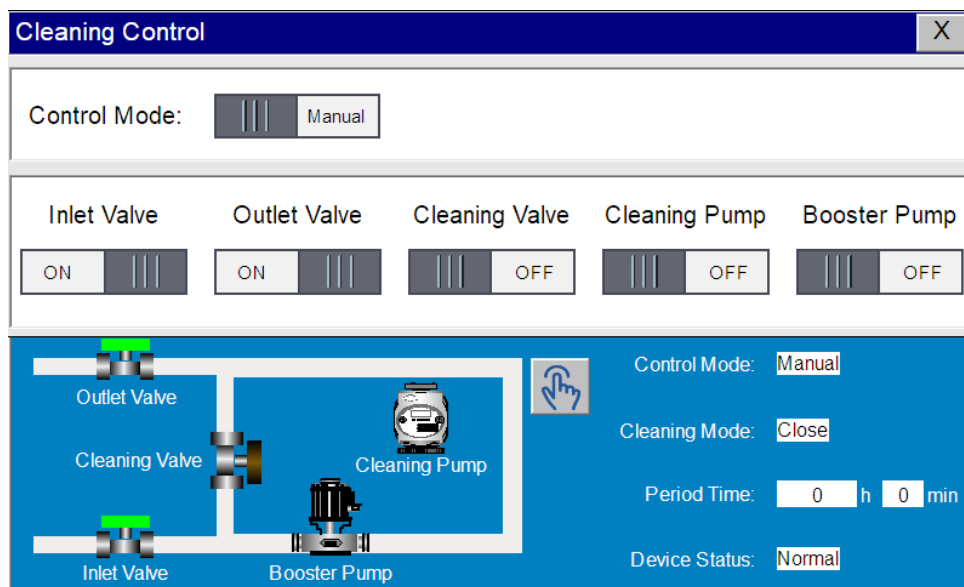 Cleaning Control X
Control Mode: Manual
Inlet Valve Outlet Valve Cleaning Valve Cleaning Pump Booster Pump
ON ON OFF OFF OFF
Outlet Valve
Cleaning Valve
Cleaning Pump
Inlet Valve
Booster Pump
Control Mode: Manual
Cleaning Mode: Close
Period Time: 0 h 0 min
Device Status: Normal